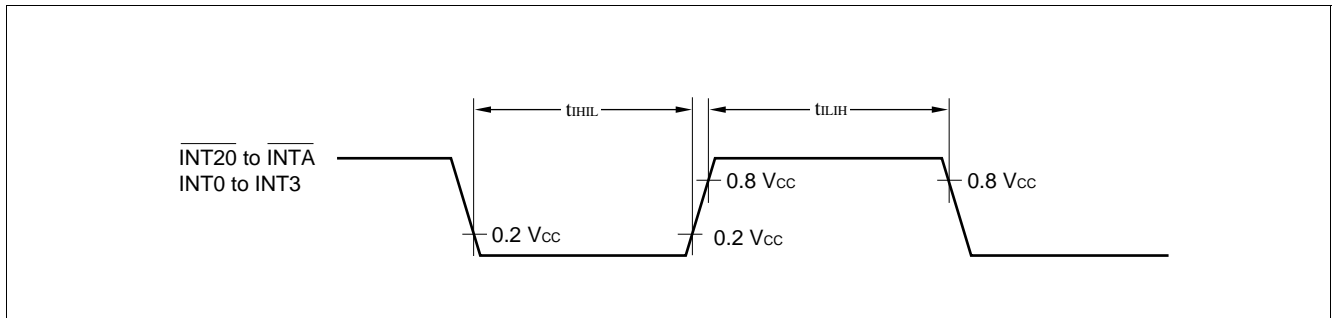 tIHIL
tILIH
INT20 to INTA
INT0 to INT3
0.8 VCC
0.8 VCC
0.2 VCC
0.2 VCC